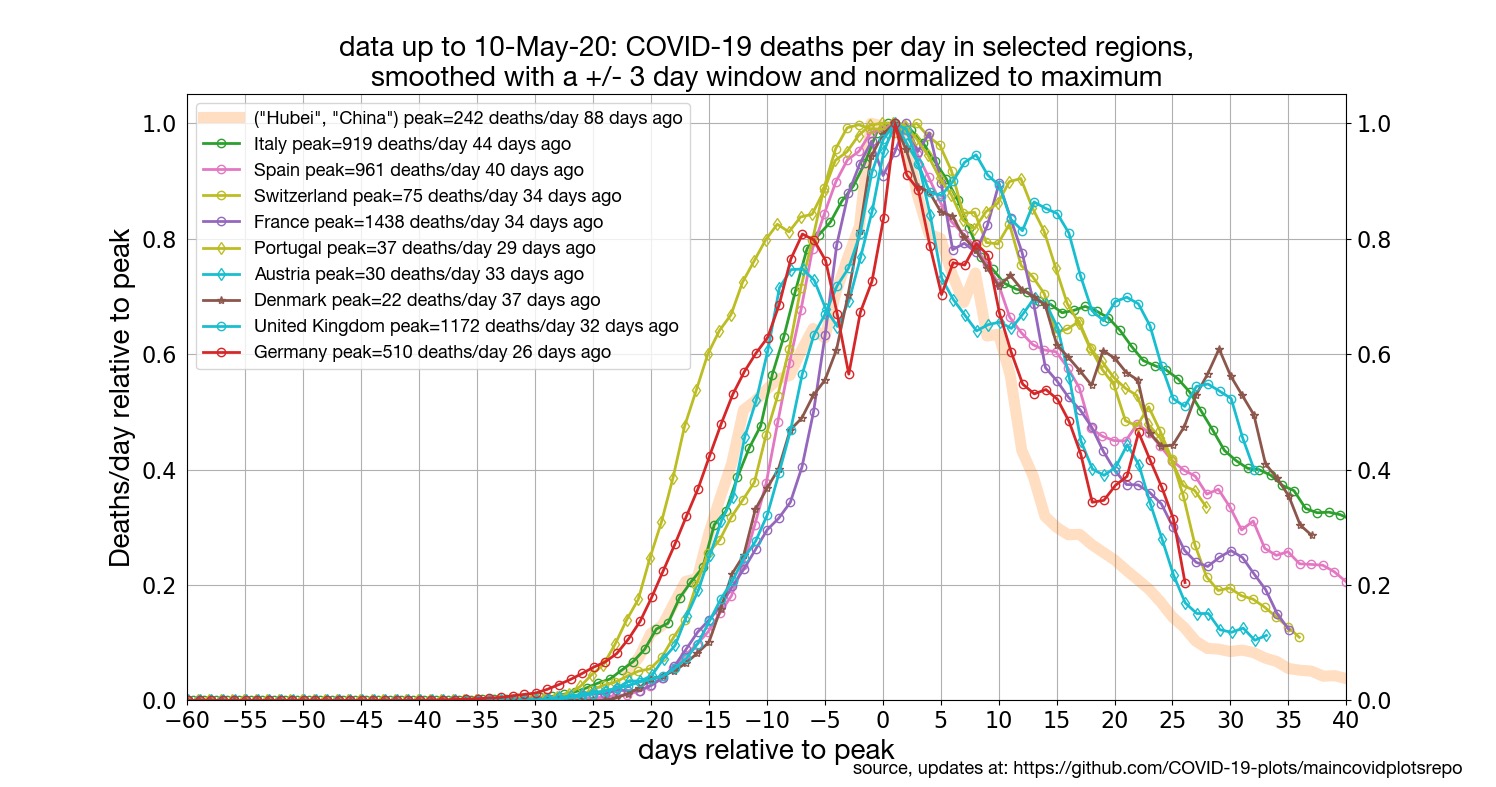 data up to 10-May-20: COVID-19 deaths per day in selected regions,
smoothed with a +/- 3 day window and normalized to maximum
("Hubei", "China") peak=242 deaths/day 88 days ago
Italy peak=919 deaths/day 44 days ago
Spain peak=961 deaths/day 40 days ago
Switzerland peak=75 deaths/day 34 days ago
France peak=1438 deaths/day 34 days ago
Portugal peak=37 deaths/day 29 days ago
Austria peak=30 deaths/day 33 days ago
Denmark peak=22 deaths/day 37 days ago
United Kingdom peak=1172 deaths/day 32 days ago
Germany peak=510 deaths/day 26 days ago
Deaths/day relative to peak
1.0
0.8
0.6
0.4
0.2
0.0
1.0
0.8
0.6
0.4
0.2
0.0
−60 −55 −50 −45 −40 −35 −30 −25 −20 −15 −10 −5 0 5 10 15 20 25 30 35 40
days relative to peak
source, updates at: https://github.com/COVID-19-plots/maincovidplotsrepo